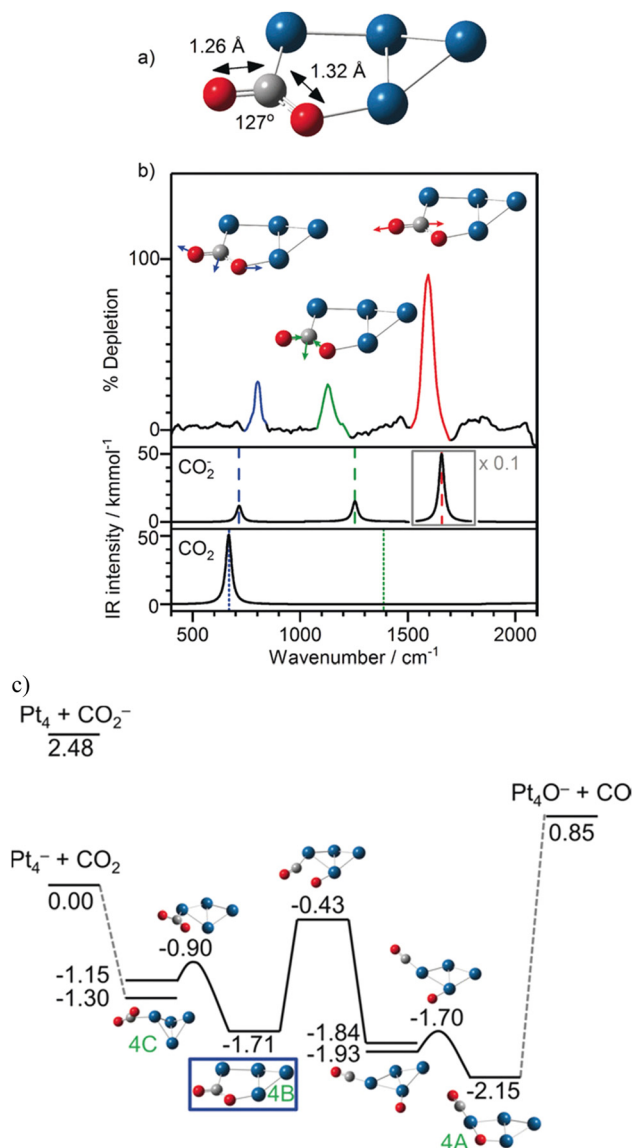 a)
1.26 Å
1.32 Å
127°
b)
100
0
% Depletion
50
0
CO₂⁻
x 0.1
50
0
CO₂
IR intensity / kmmol⁻¹
500 1000 1500 2000
Wavenumber / cm⁻¹
c)
Pt₄ + CO₂⁻
2.48
Pt₄O⁻ + CO
0.85
Pt₄⁻ + CO₂
0.00
-0.43
-0.90
-1.15
-1.30
4C
-1.71
4B
-1.84
-1.93
-1.70
-2.15
4A